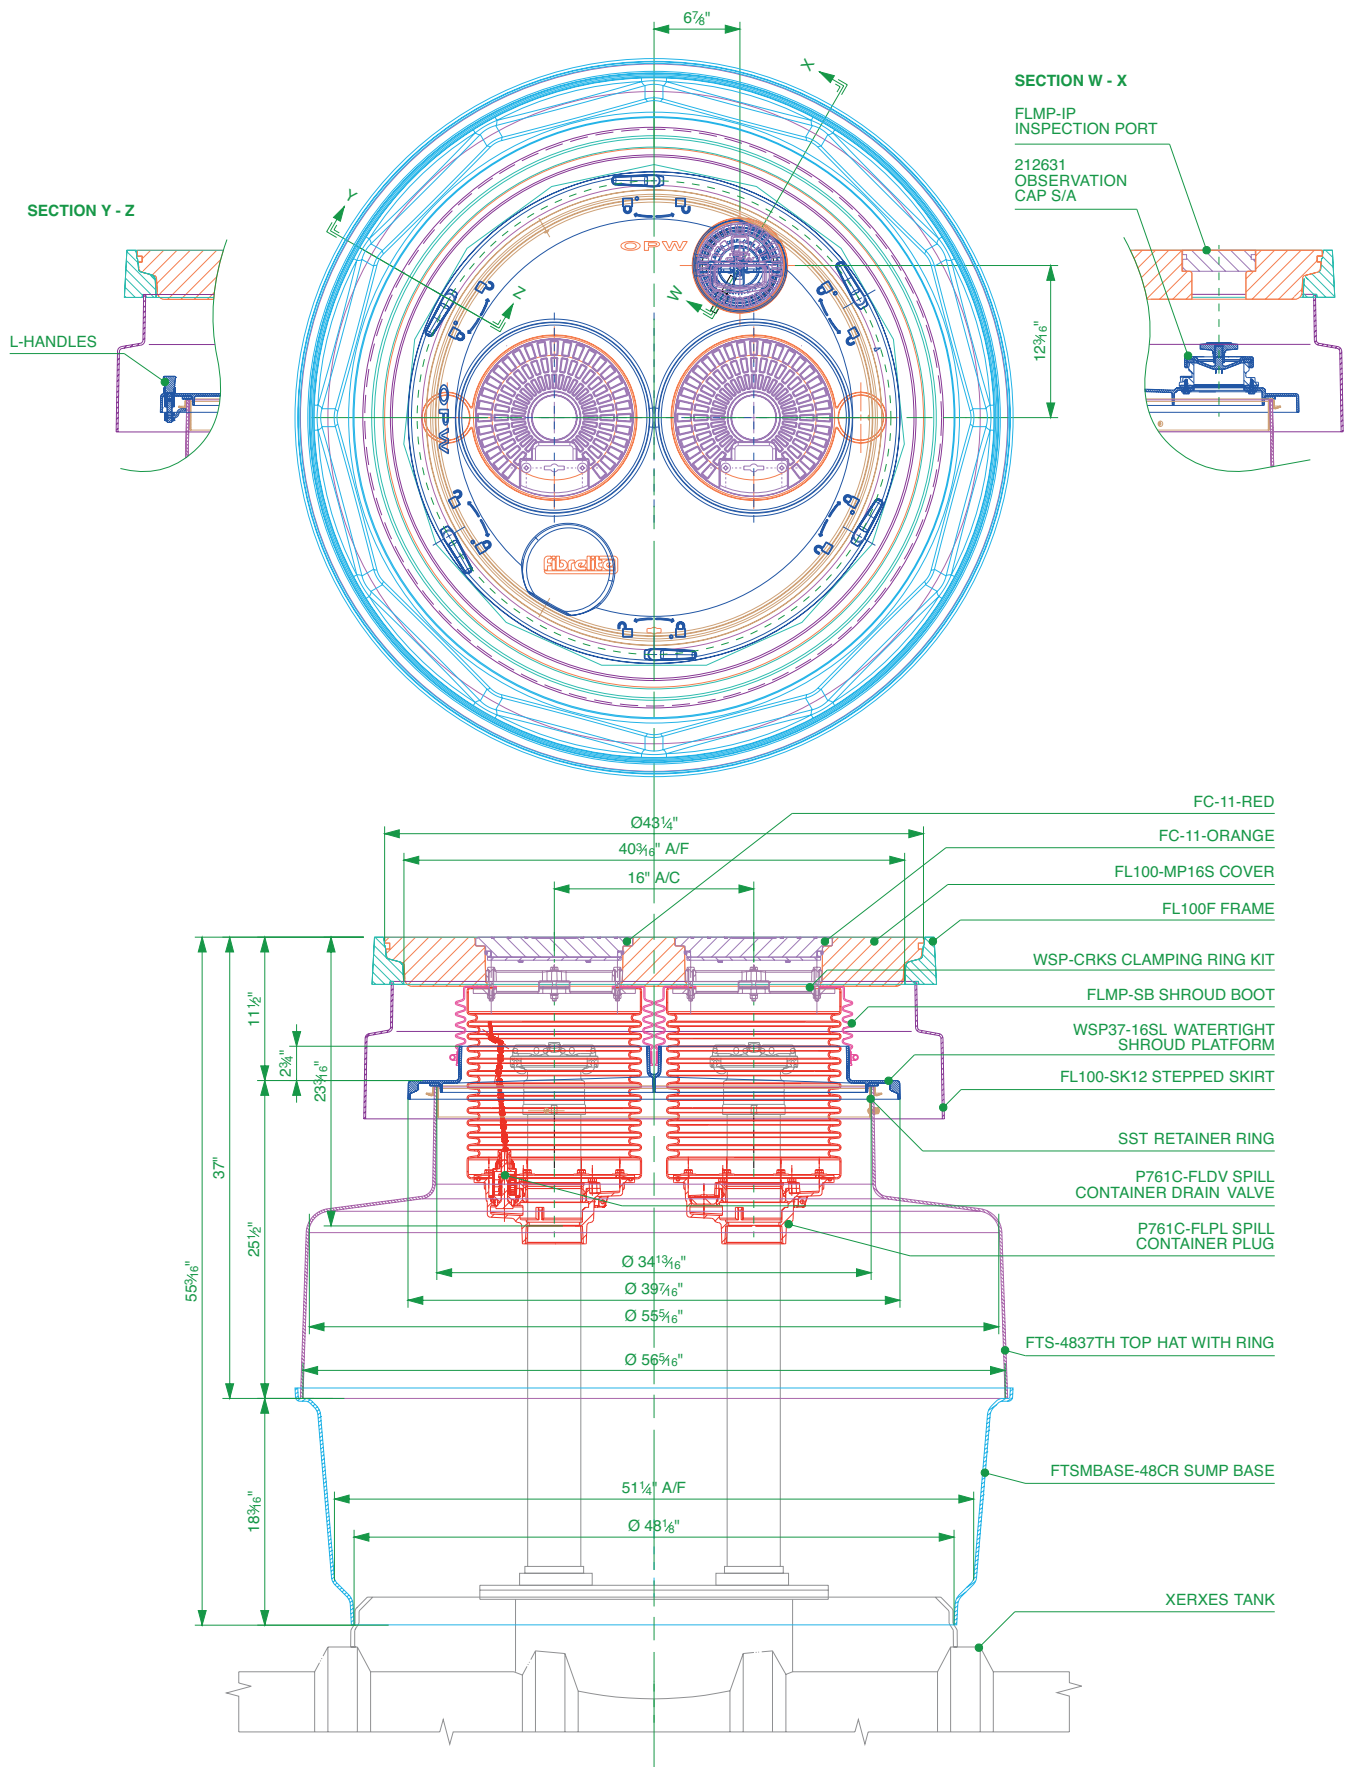 6⅞"
X
SECTION W - X
FLMP-IP
INSPECTION PORT
212631
OBSERVATION
CAP S/A
Y
SECTION Y - Z
OPW
Z
W
L-HANDLES
12³⁄₁₆"
OPW
fibrelite
FC-11-RED
Ø43¼"
FC-11-ORANGE
40³⁄₁₆" A/F
FL100-MP16S COVER
16" A/C
FL100F FRAME
WSP-CRKS CLAMPING RING KIT
FLMP-SB SHROUD BOOT
11½"
WSP37-16SL WATERTIGHT
SHROUD PLATFORM
2¾"
23³⁄₁₆"
FL100-SK12 STEPPED SKIRT
SST RETAINER RING
37"
P761C-FLDV SPILL
CONTAINER DRAIN VALVE
25½"
P761C-FLPL SPILL
CONTAINER PLUG
55³⁄₁₆"
Ø 34¹³⁄₁₆"
Ø 39⁷⁄₁₆"
Ø 55⁵⁄₁₆"
FTS-4837TH TOP HAT WITH RING
Ø 56⁵⁄₁₆"
FTSMBASE-48CR SUMP BASE
51¼" A/F
18³⁄₁₆"
Ø 48⅛"
XERXES TANK